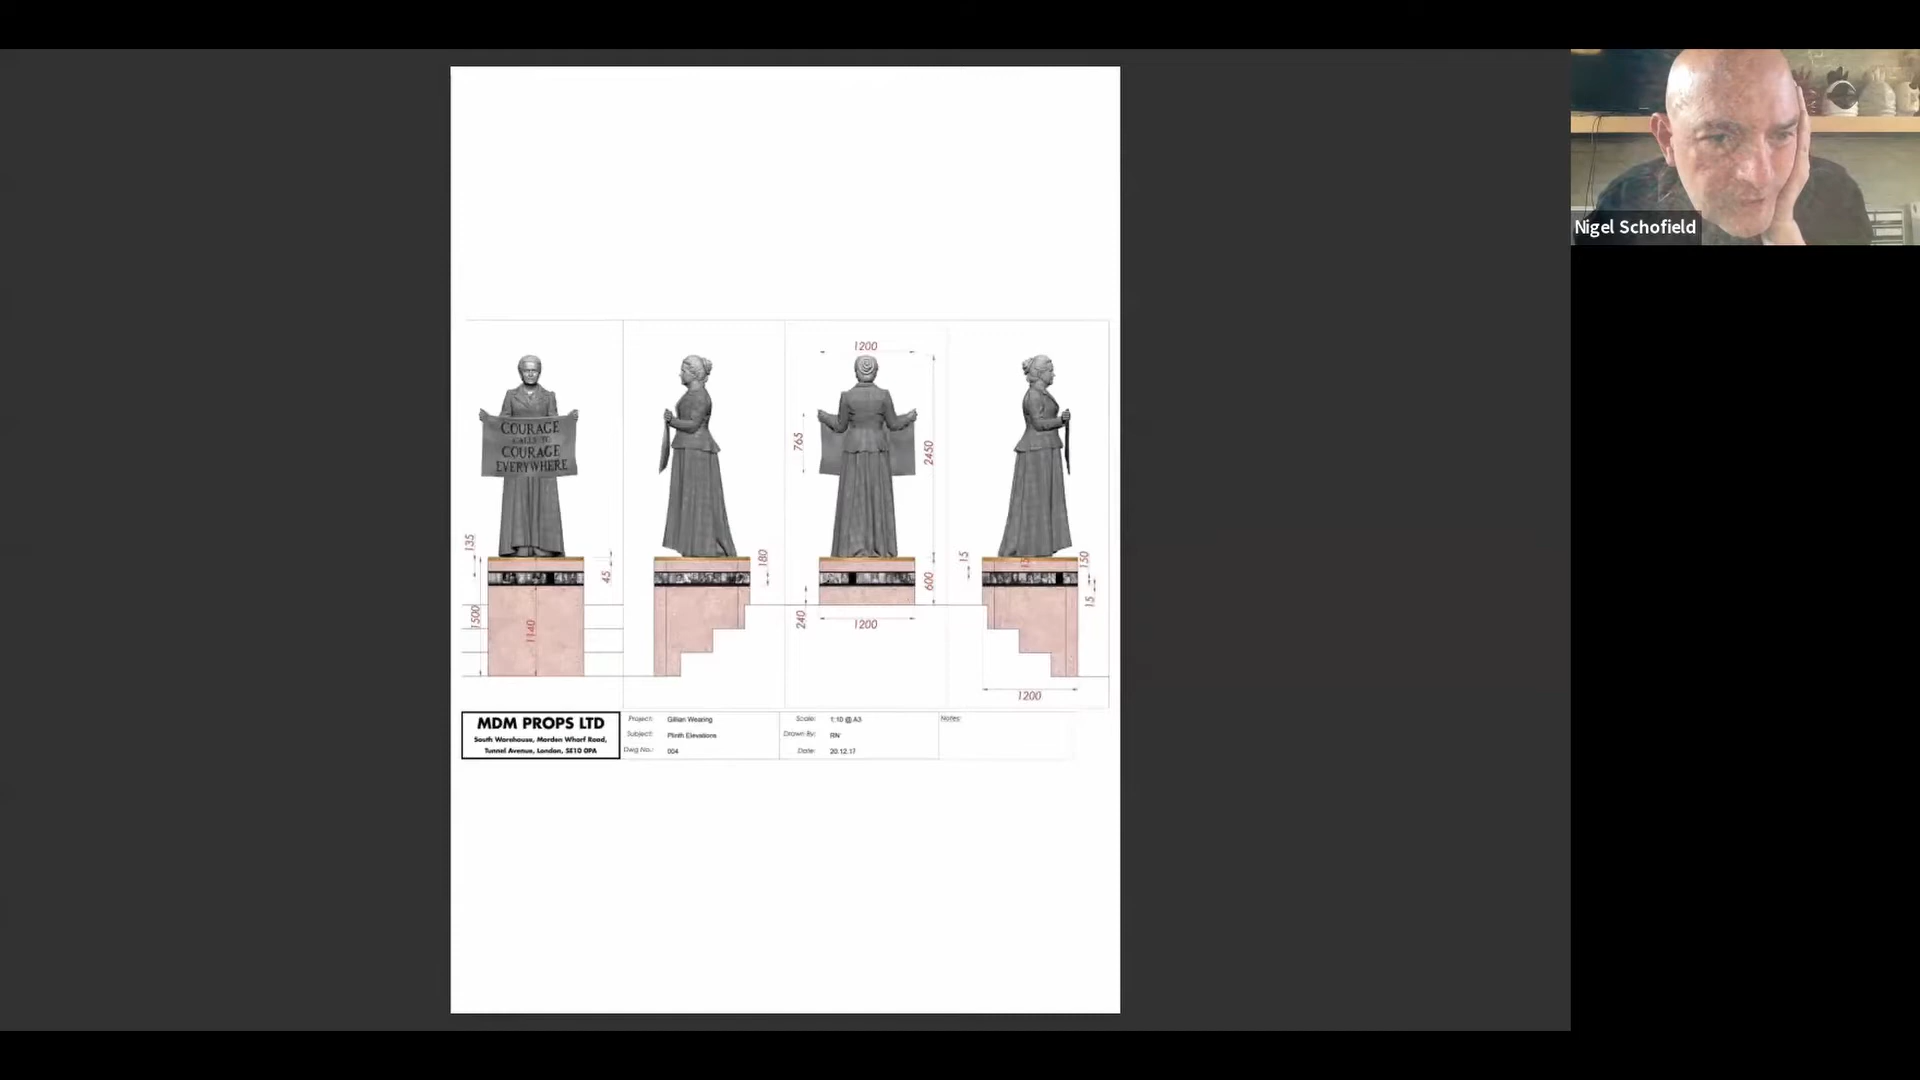 Nigel Schofield
1200
COURAGE
CALLS TO
COURAGE
EVERYWHERE
765
2450
135
45
180
600
15
15
150
15
1500
1140
240
1200
1200
MDM PROPS LTD
South Warehouse, Morden Wharf Road,
Tunnel Avenue, London, SE10 0PA
Project: Gillian Wearing
Subject: Plinth Elevations
Dwg No.: 004
Scale: 1:10 @ A3
Drawn By: RN
Date: 20.12.17
Notes: